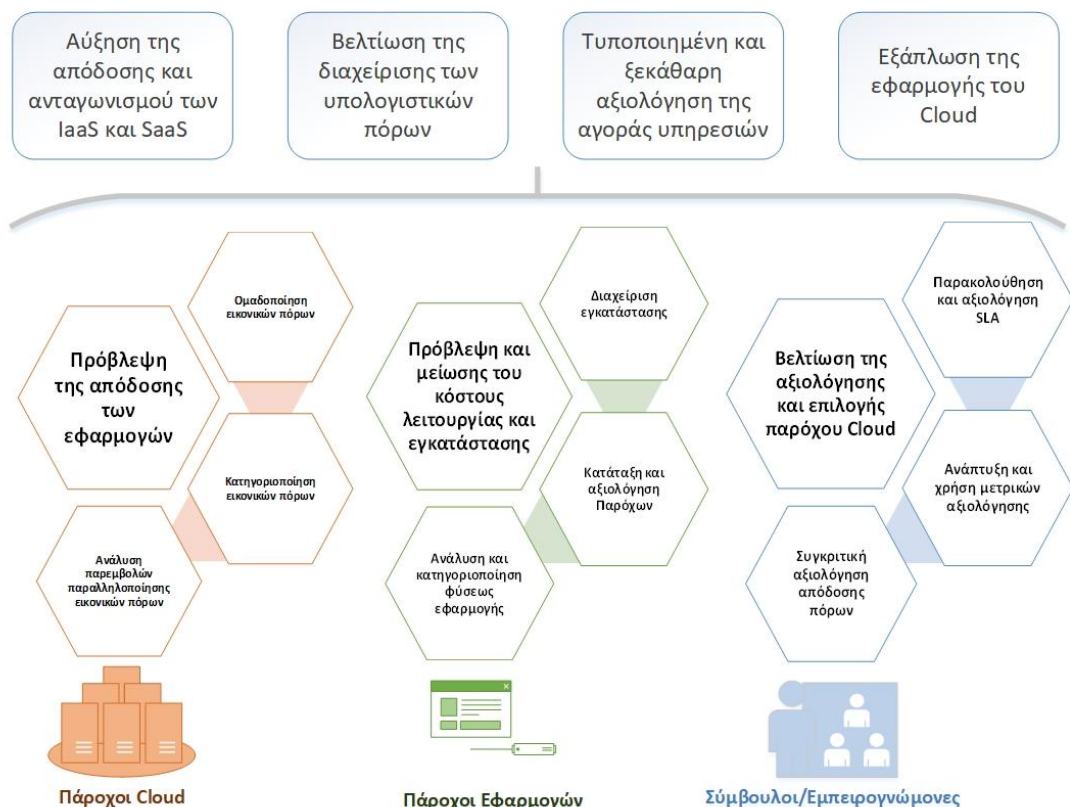 Αύξηση της
απόδοσης και
ανταγωνισμού των
IaaS και SaaS
Βελτίωση της
διαχείρισης των
υπολογιστικών
πόρων
Τυποποιημένη και
ξεκάθαρη
αξιολόγηση της
αγοράς υπηρεσιών
Εξάπλωση της
εφαρμογής του
Cloud
Ομαδοποίηση
εικονικών πόρων
Πρόβλεψη
της απόδοσης
των
εφαρμογών
Κατηγοριοποίηση
εικονικών πόρων
Ανάλυση
παρεμβολών
παραλληλοποίησης
εικονικών πόρων
Πάροχοι Cloud
Διαχείριση
εγκατάστασης
Πρόβλεψη και
μείωσης του
κόστους
λειτουργία και
εγκατάστασης
Κατάταξη και
αξιολόγηση
Παρόχων
Ανάλυση και
κατηγοριοποίηση
φύσεως
εφαρμογής
Πάροχοι Εφαρμογών
Παρακολούθηση
και αξιολόγηση
SLA
Βελτίωση της
αξιολόγησης
και επιλογής
παρόχου Cloud
Ανάπτυξη και
χρήση μετρικών
αξιολόγησης
Συγκριτική
αξιολόγηση
απόδοσης
πόρων
Σύμβουλοι/Εμπειρογνώμονες